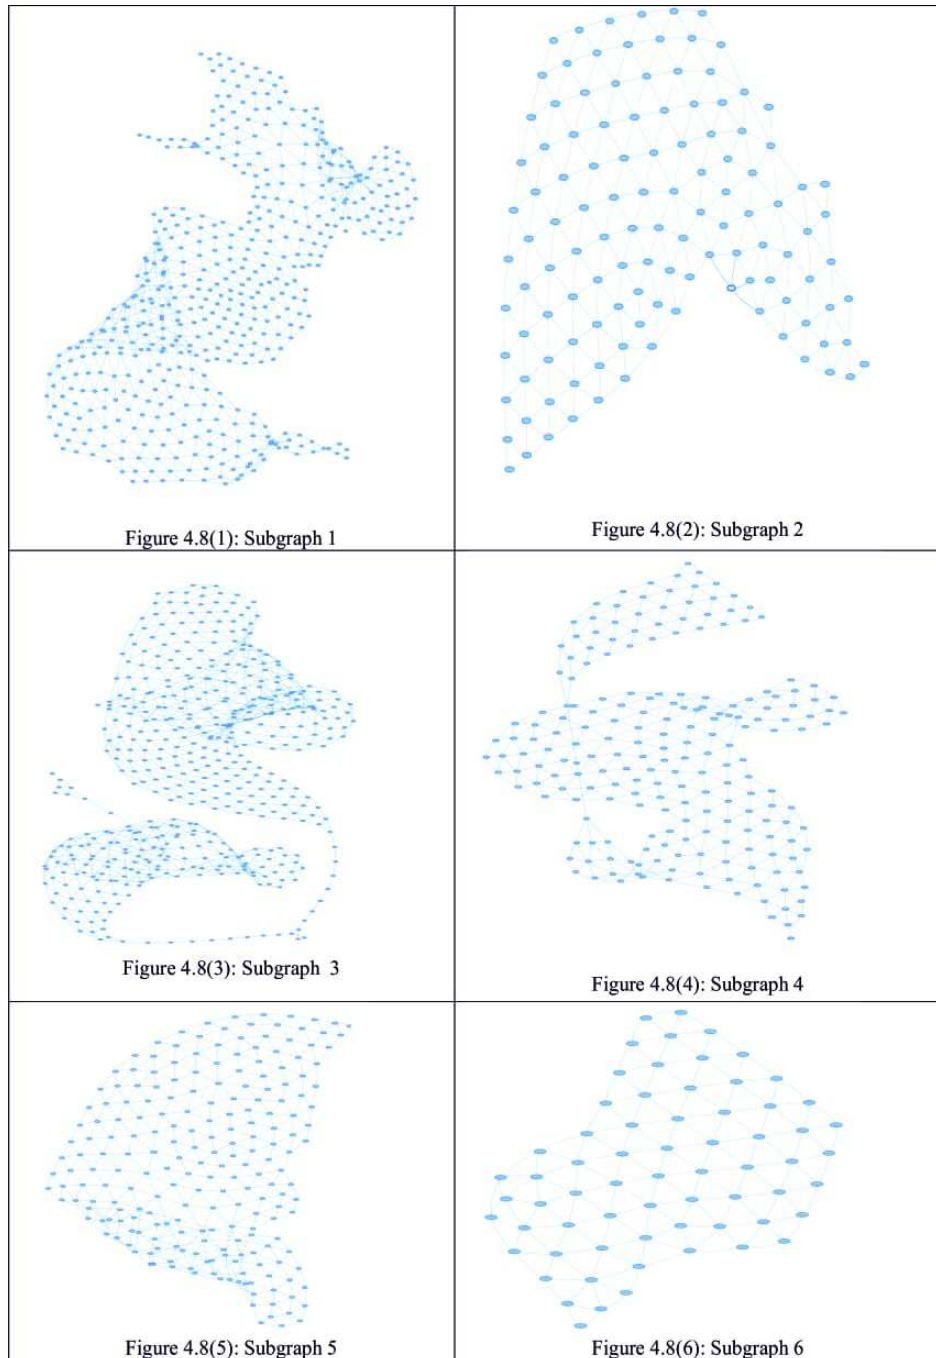 Figure 4.8(1): Subgraph 1
Figure 4.8(2): Subgraph 2
Figure 4.8(3): Subgraph  3
Figure 4.8(4): Subgraph 4
Figure 4.8(5): Subgraph 5
Figure 4.8(6): Subgraph 6